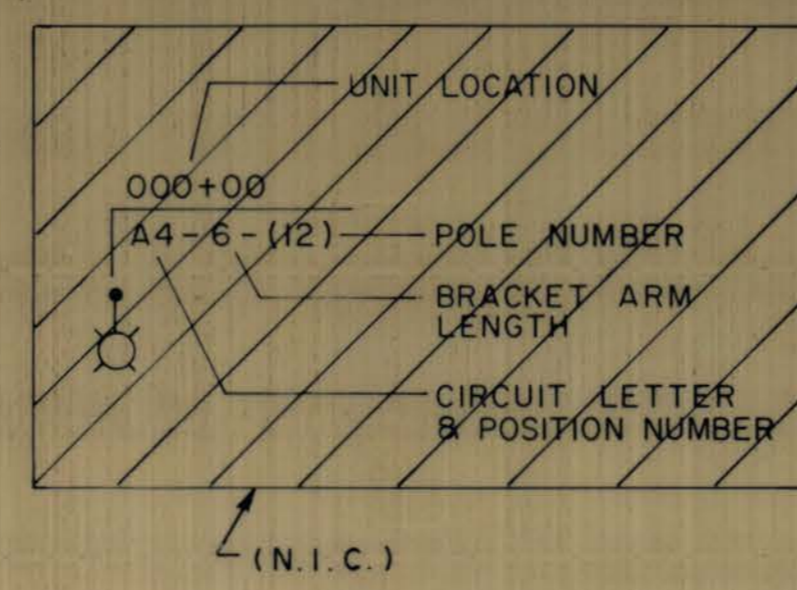 UNIT LOCATION
000+00
A4-6-(12) POLE NUMBER
BRACKET ARM
LENGTH
CIRCUIT LETTER
& POSITION NUMBER
(N.I.C.)